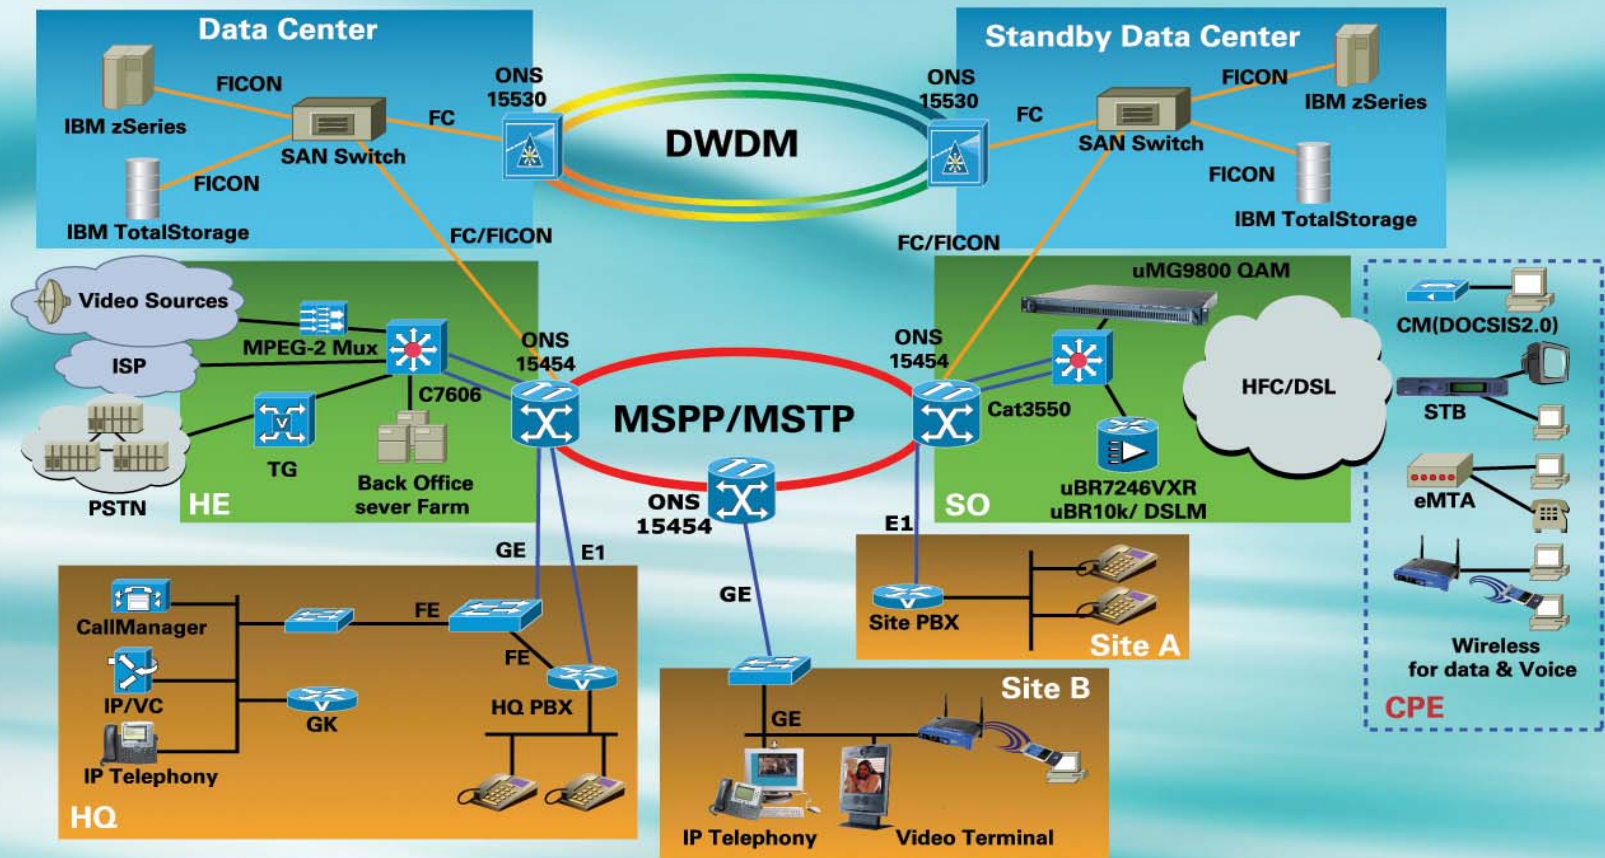 Data Center
FICON
IBM zSeries
SAN Switch
FC
ONS
15530
FICON
IBM TotalStorage
FC/FICON
DWDM
Standby Data Center
ONS
15530
FC
FICON
IBM zSeries
SAN Switch
FICON
IBM TotalStorage
FC/FICON
Video Sources
ISP
PSTN
MPEG-2 Mux
C7606
V
TG
Back Office
sever Farm
HE
ONS
15454
MSPP/MSTP
ONS
15454
ONS
15454
uMG9800 QAM
Cat3550
uBR7246VXR
uBR10k/ DSLM
SO
HFC/DSL
CM(DOCSIS2.0)
STB
eMTA
Wireless
for data & Voice
CPE
GE
E1
CallManager
FE
FE
IP/VC
GK
V
HQ PBX
IP Telephony
HQ
GE
E1
V
Site PBX
Site A
Site B
GE
IP Telephony
Video Terminal